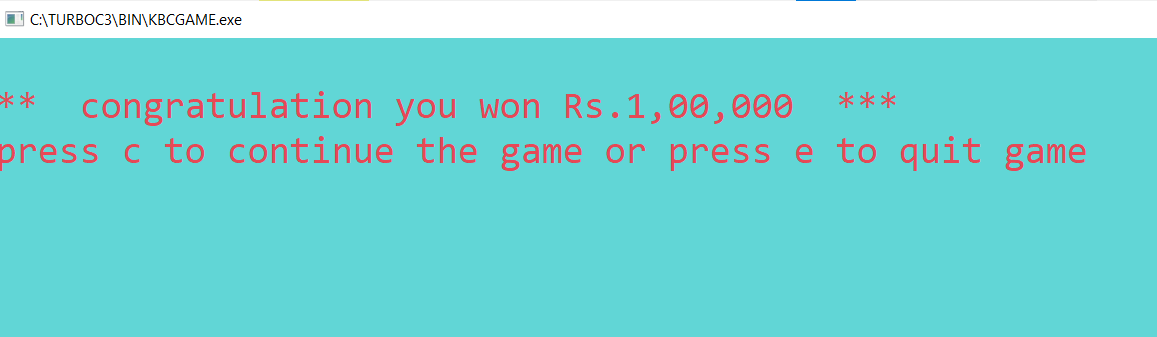 C:\TURBOC3\BIN\KBCGAME.exe
**  congratulation you won Rs.1,00,000  ***
press c to continue the game or press e to quit game